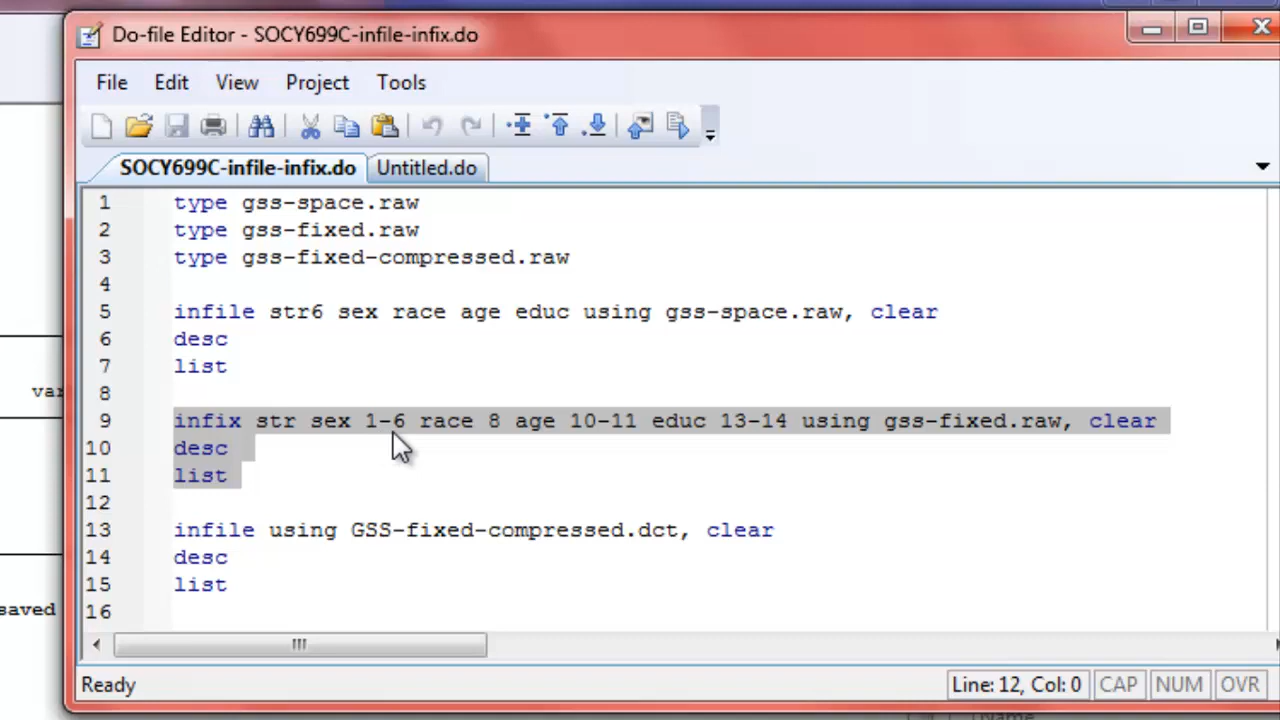 Do-file Editor - SOCY699C-infile-infix.do
File Edit View Project Tools
SOCY699C-infile-infix.do Untitled.do
1 type gss-space.raw
2 type gss-fixed.raw
3 type gss-fixed-compressed.raw
4
5 infile str6 sex race age educ using gss-space.raw, clear
6 desc
7 list
8
var
9 infix str sex 1-6 race 8 age 10-11 educ 13-14 using gss-fixed.raw, clear
10 desc
11 list
12
13 infile using GSS-fixed-compressed.dct, clear
14 desc
15 list
saved
16
Ready Line: 12, Col: 0 CAP NUM OVR
Name